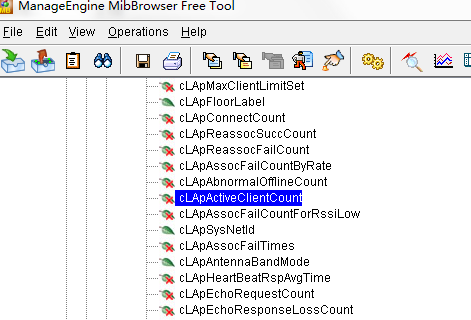 ManageEngine MibBrowser Free Tool
File Edit View Operations Help
cLApMaxClientLimitSet
cLApFloorLabel
cLApConnectCount
cLApReassocSuccCount
cLApReassocFailCount
cLApAssocFailCountByRate
cLApAbnormalOfflineCount
cLApActiveClientCount
cLApAssocFailCountForRssiLow
cLApSysNetId
cLApAssocFailTimes
cLApAntennaBandMode
cLApHeartBeatRspAvgTime
cLApEchoRequestCount
cLApEchoResponseLossCount